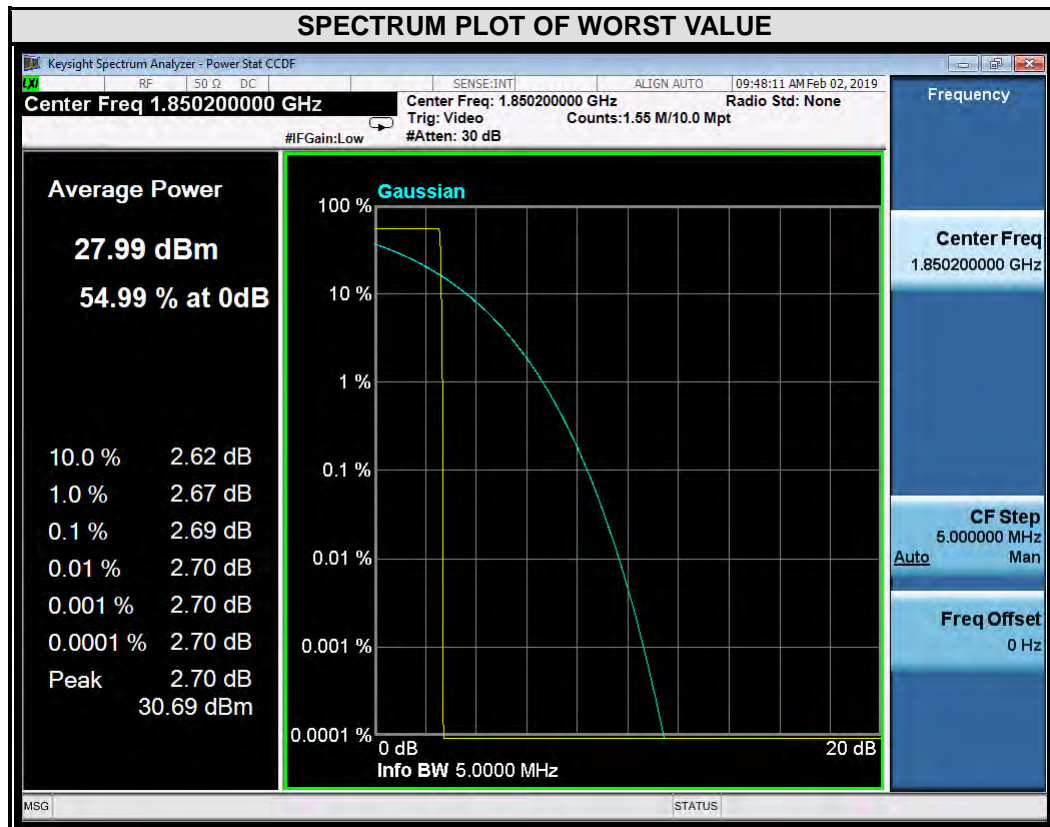 SPECTRUM PLOT OF WORST VALUE
Keysight Spectrum Analyzer - Power Stat CCDF
LXI RF 50 Ω DC SENSE:INT ALIGN AUTO 09:48:11 AM Feb 02, 2019
Center Freq 1.850200000 GHz
Center Freq: 1.850200000 GHz Radio Std: None
Trig: Video Counts:1.55 M/10.0 Mpt
#IFGain:Low #Atten: 30 dB
Average Power
27.99 dBm
54.99 % at 0dB
10.0 % 2.62 dB
1.0 % 2.67 dB
0.1 % 2.69 dB
0.01 % 2.70 dB
0.001 % 2.70 dB
0.0001 % 2.70 dB
Peak 2.70 dB
30.69 dBm
Gaussian
100 %
10 %
1 %
0.1 %
0.01 %
0.001 %
0.0001 %
0 dB 20 dB
Info BW 5.0000 MHz
Frequency
Center Freq
1.850200000 GHz
CF Step
5.000000 MHz
Auto Man
Freq Offset
0 Hz
MSG STATUS